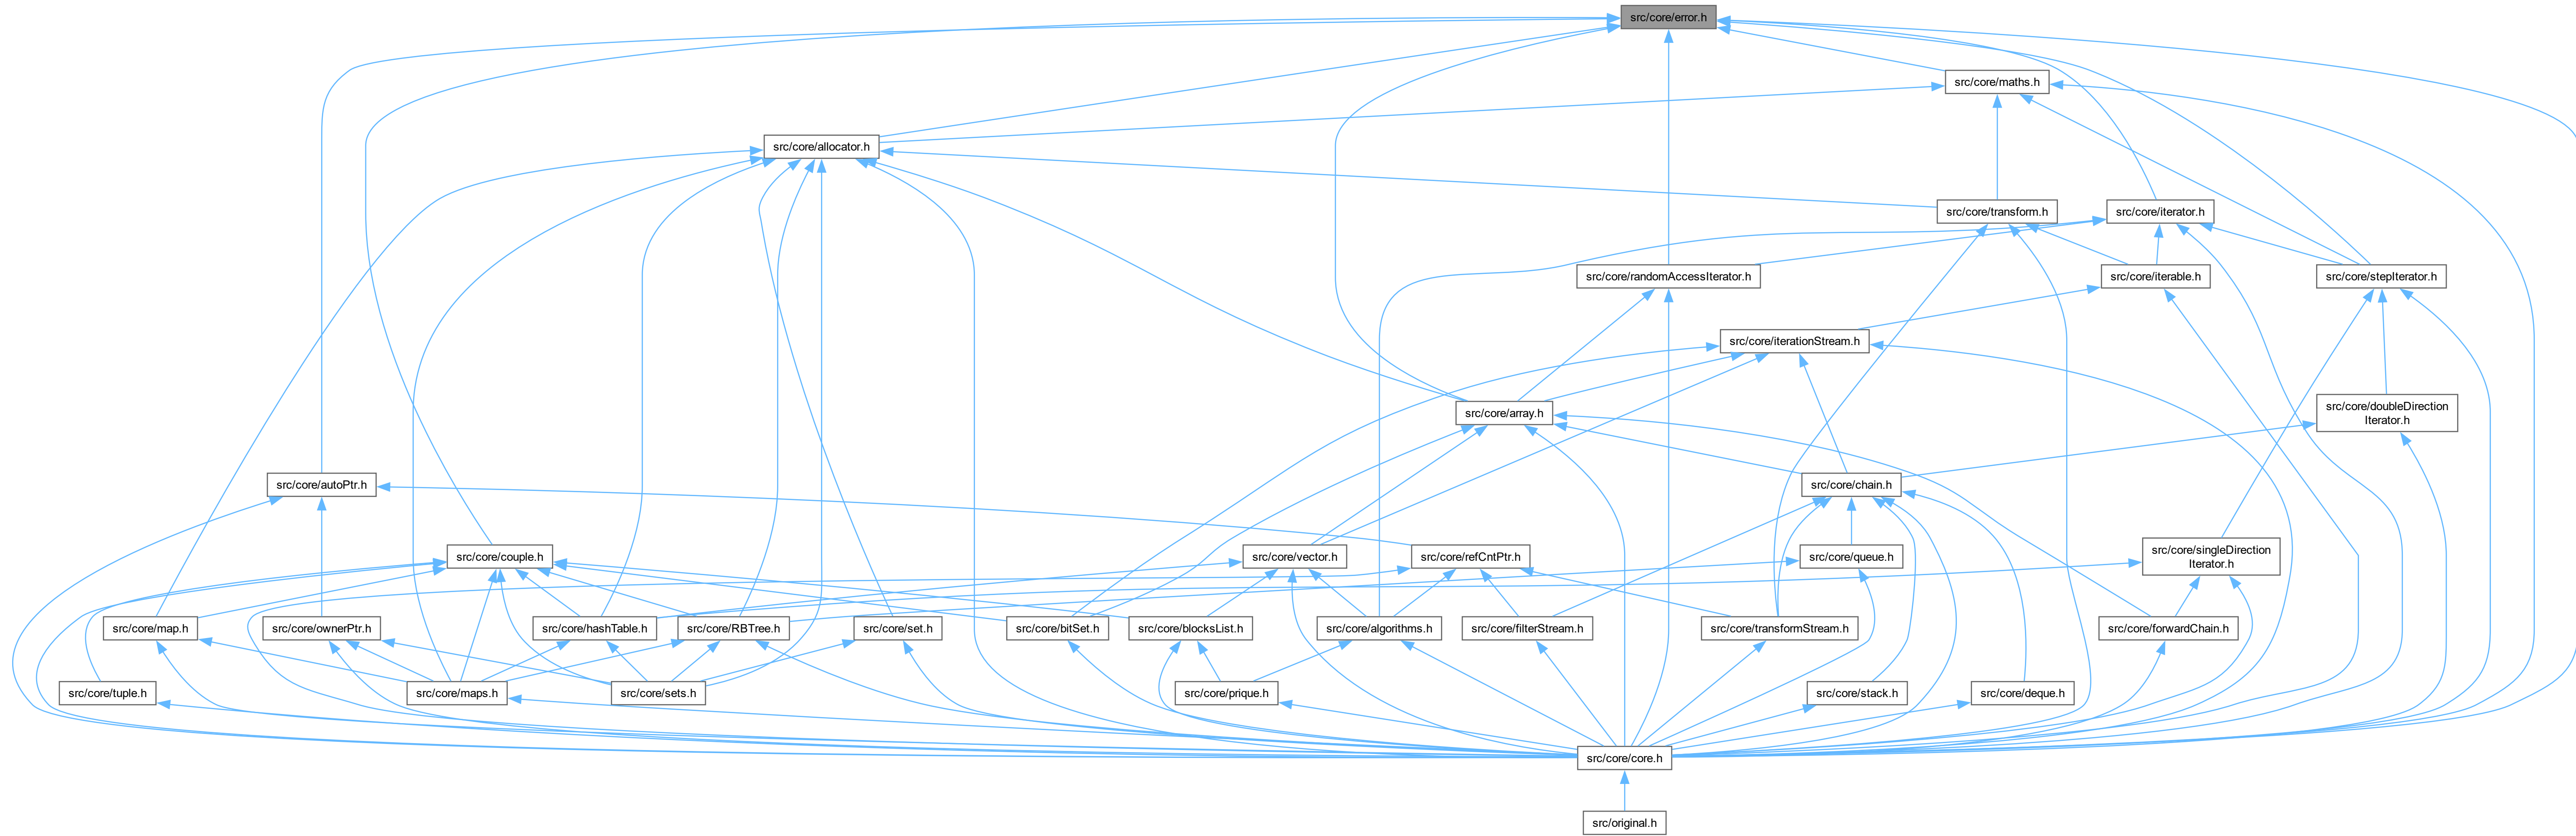 src/core/error.h
src/core/maths.h
src/core/allocator.h
src/core/transform.h
src/core/iterator.h
src/core/randomAccessIterator.h
src/core/iterable.h
src/core/stepIterator.h
src/core/iterationStream.h
src/core/array.h
src/core/doubleDirection
Iterator.h
src/core/autoPtr.h
src/core/chain.h
src/core/couple.h
src/core/vector.h
src/core/refCntPtr.h
src/core/queue.h
src/core/singleDirection
Iterator.h
src/core/map.h
src/core/ownerPtr.h
src/core/hashTable.h
src/core/RBTree.h
src/core/set.h
src/core/bitSet.h
src/core/blocksList.h
src/core/algorithms.h
src/core/filterStream.h
src/core/transformStream.h
src/core/forwardChain.h
src/core/tuple.h
src/core/maps.h
src/core/sets.h
src/core/prique.h
src/core/stack.h
src/core/deque.h
src/core/core.h
src/original.h